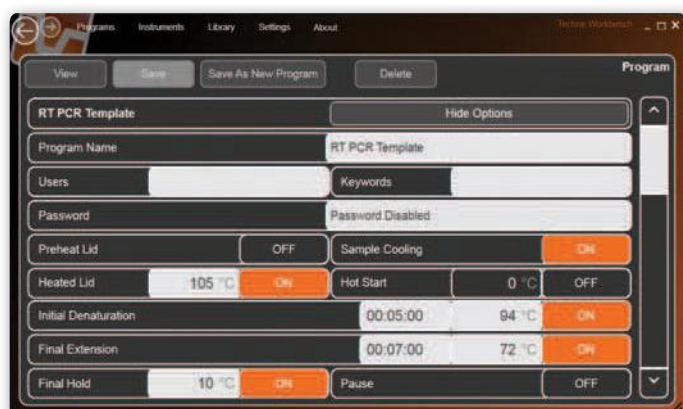 Programs Instruments Library Settings About Techne Workbench
View Save Save As New Program Delete Program
RT PCR Template Hide Options
Program Name RT PCR Template
Users Keywords
Password Password Disabled
Preheat Lid OFF Sample Cooling ON
Heated Lid 105 °C ON Hot Start 0 °C OFF
Initial Denaturation 00:05:00 94 °C ON
Final Extension 00:07:00 72 °C ON
Final Hold 10 °C ON Pause OFF